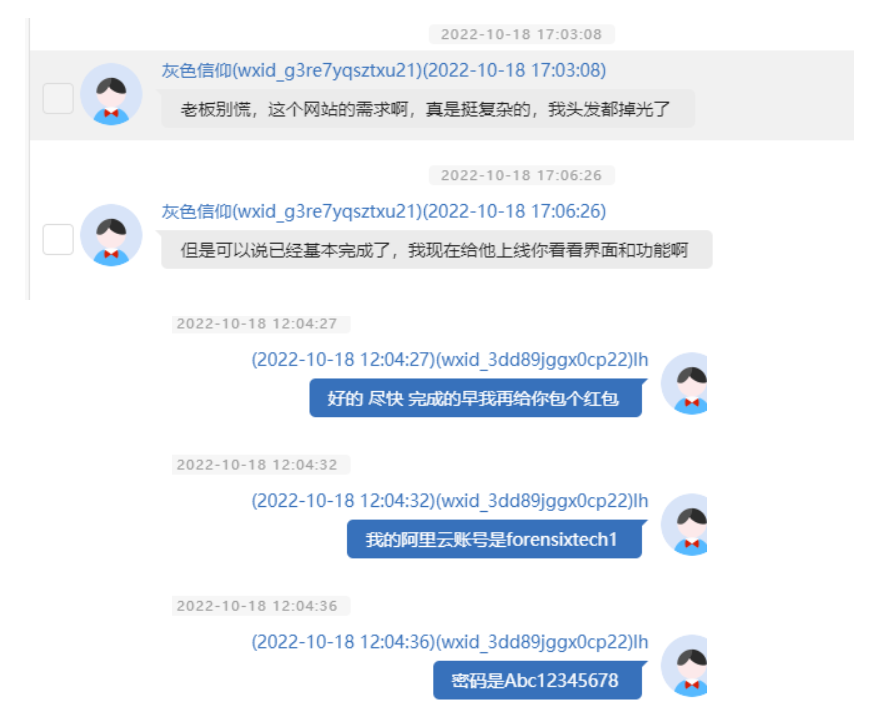 2022-10-18 17:03:08
灰色信仰(wxid_g3re7yqsztxu21)(2022-10-18 17:03:08)
老板别慌，这个网站的需求啊，真是挺复杂的，我头发都掉光了
2022-10-18 17:06:26
灰色信仰(wxid_g3re7yqsztxu21)(2022-10-18 17:06:26)
但是可以说已经基本完成了，我现在给他上线你看看界面和功能啊
2022-10-18 12:04:27
(2022-10-18 12:04:27)(wxid_3dd89jggx0cp22)lh
好的 尽快 完成的早我再给你包个红包
2022-10-18 12:04:32
(2022-10-18 12:04:32)(wxid_3dd89jggx0cp22)lh
我的阿里云账号是forensixtech1
2022-10-18 12:04:36
(2022-10-18 12:04:36)(wxid_3dd89jggx0cp22)lh
密码是Abc12345678